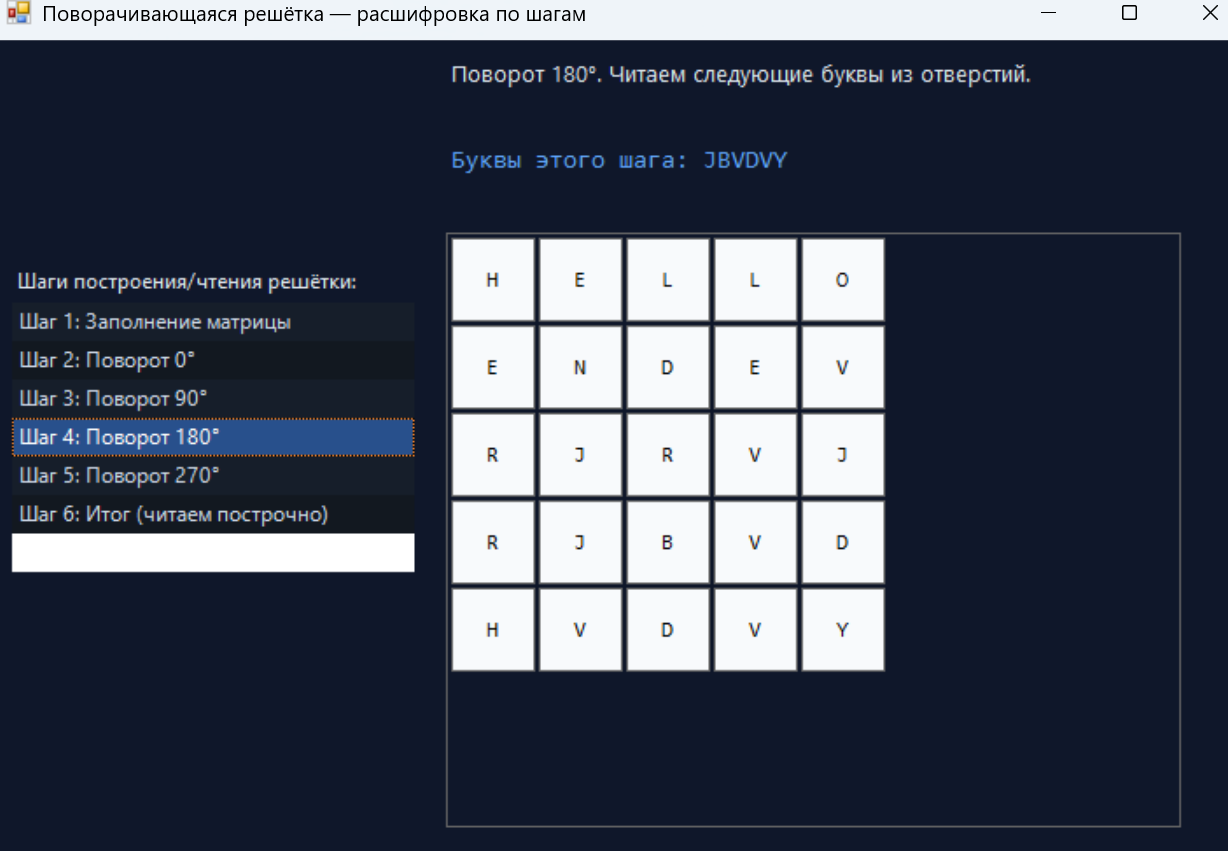 Поворачивающаяся решётка — расшифровка по шагам
Поворот 180°. Читаем следующие буквы из отверстий.
Буквы этого шага: JBVDVY
Шаги построения/чтения решётки:
Шаг 1: Заполнение матрицы
Шаг 2: Поворот 0°
Шаг 3: Поворот 90°
Шаг 4: Поворот 180°
Шаг 5: Поворот 270°
Шаг 6: Итог (читаем построчно)
H E L L O
E N D E V
R J R V J
R J B V D
H V D V Y